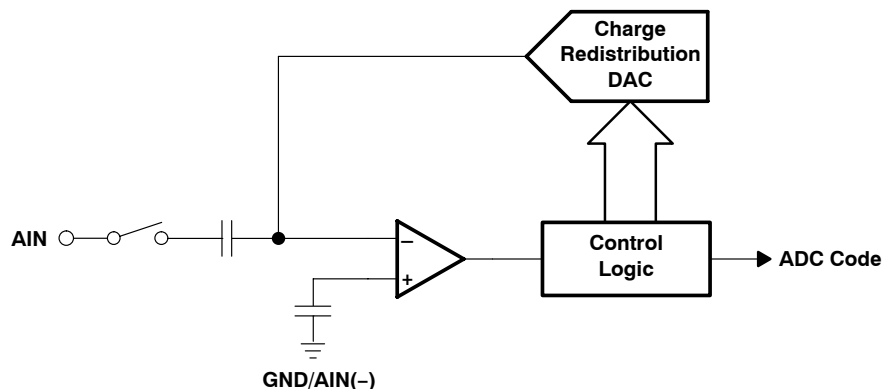 Charge
Redistribution
DAC
AIN
−
+
Control
Logic
ADC Code
GND/AIN(−)